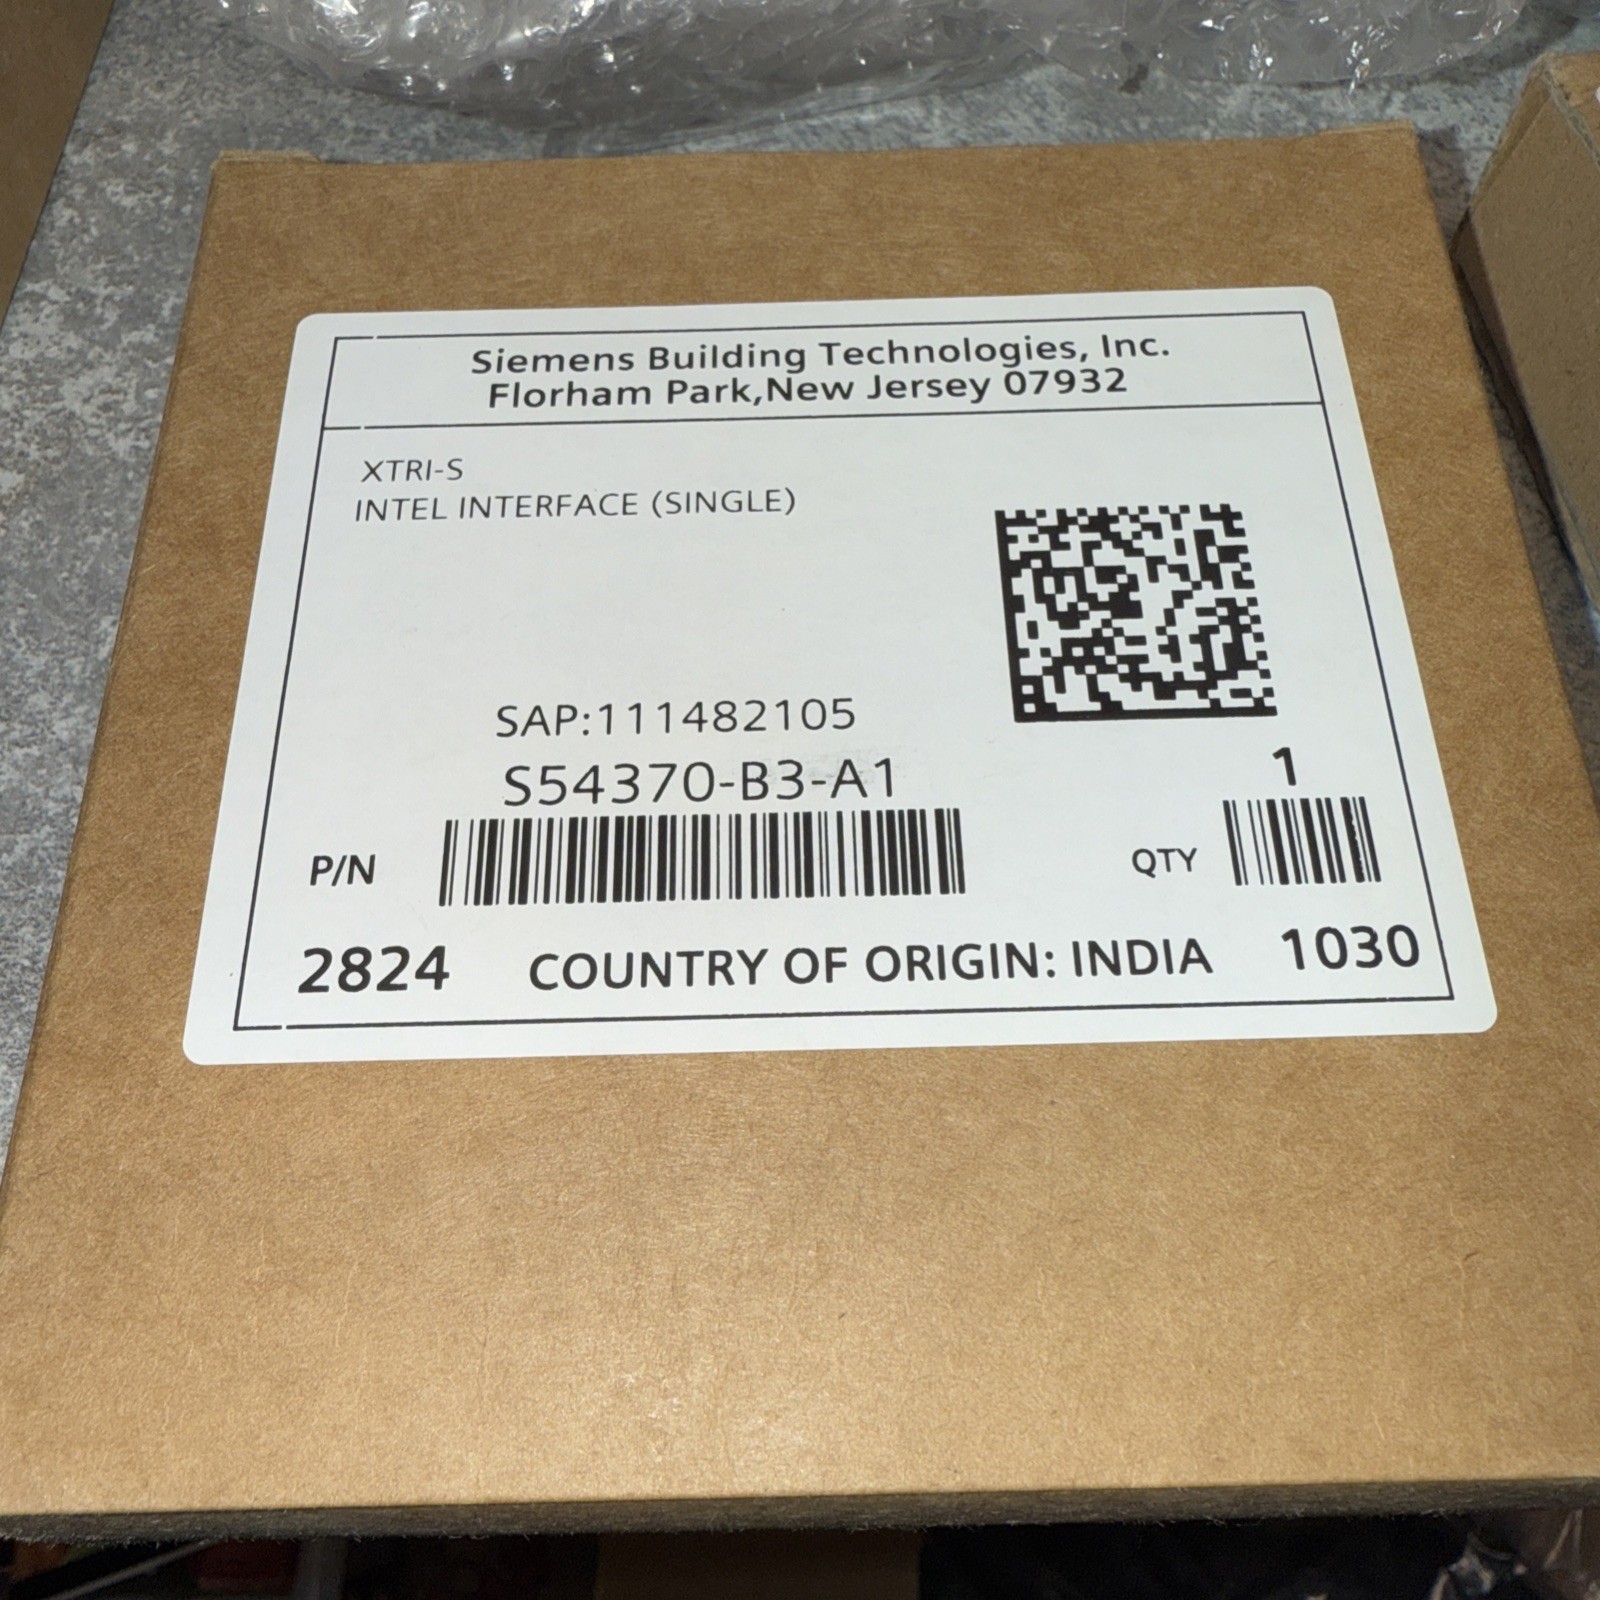 Siemens Building Technologies, Inc.
Florham Park,New Jersey 07932
XTRI-S
INTEL INTERFACE (SINGLE)
SAP:111482105
S54370-B3-A1
1
P/N
QTY
2824 COUNTRY OF ORIGIN: INDIA 1030